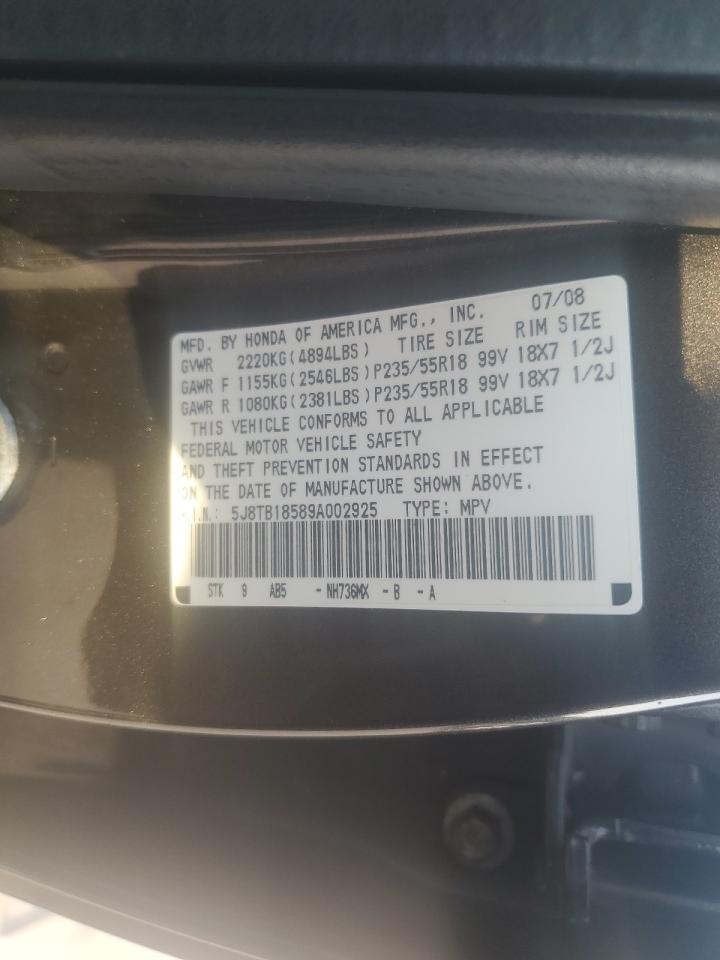 MFD. BY HONDA OF AMERICA MFG., INC. 07/08
GVWR 2220KG(4894LBS) TIRE SIZE RIM SIZE
GAWR F 1155KG(2546LBS)P235/55R18 99V 18X7 1/2J
GAWR R 1080KG(2381LBS)P235/55R18 99V 18X7 1/2J
THIS VEHICLE CONFORMS TO ALL APPLICABLE
FEDERAL MOTOR VEHICLE SAFETY
AND THEFT PREVENTION STANDARDS IN EFFECT
ON THE DATE OF MANUFACTURE SHOWN ABOVE.
V.I.N.: 5J8TB18589A002925 TYPE: MPV
STK 9 AB5 -NH736MX -B -A